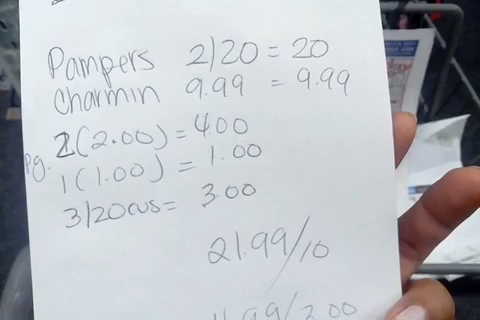 Pampers 2/20 = 20
Charmin 9.99 = 9.99
pg. 2(2.00) = 4.00
1(1.00) = 1.00
3/20cus = 3.00
21.99/10